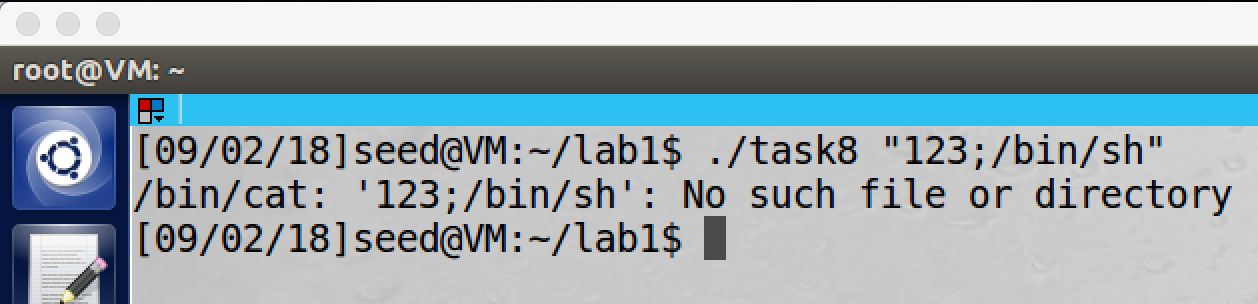 root@VM: ~
[09/02/18]seed@VM:~/lab1$ ./task8 "123;/bin/sh"
/bin/cat: '123;/bin/sh': No such file or directory
[09/02/18]seed@VM:~/lab1$